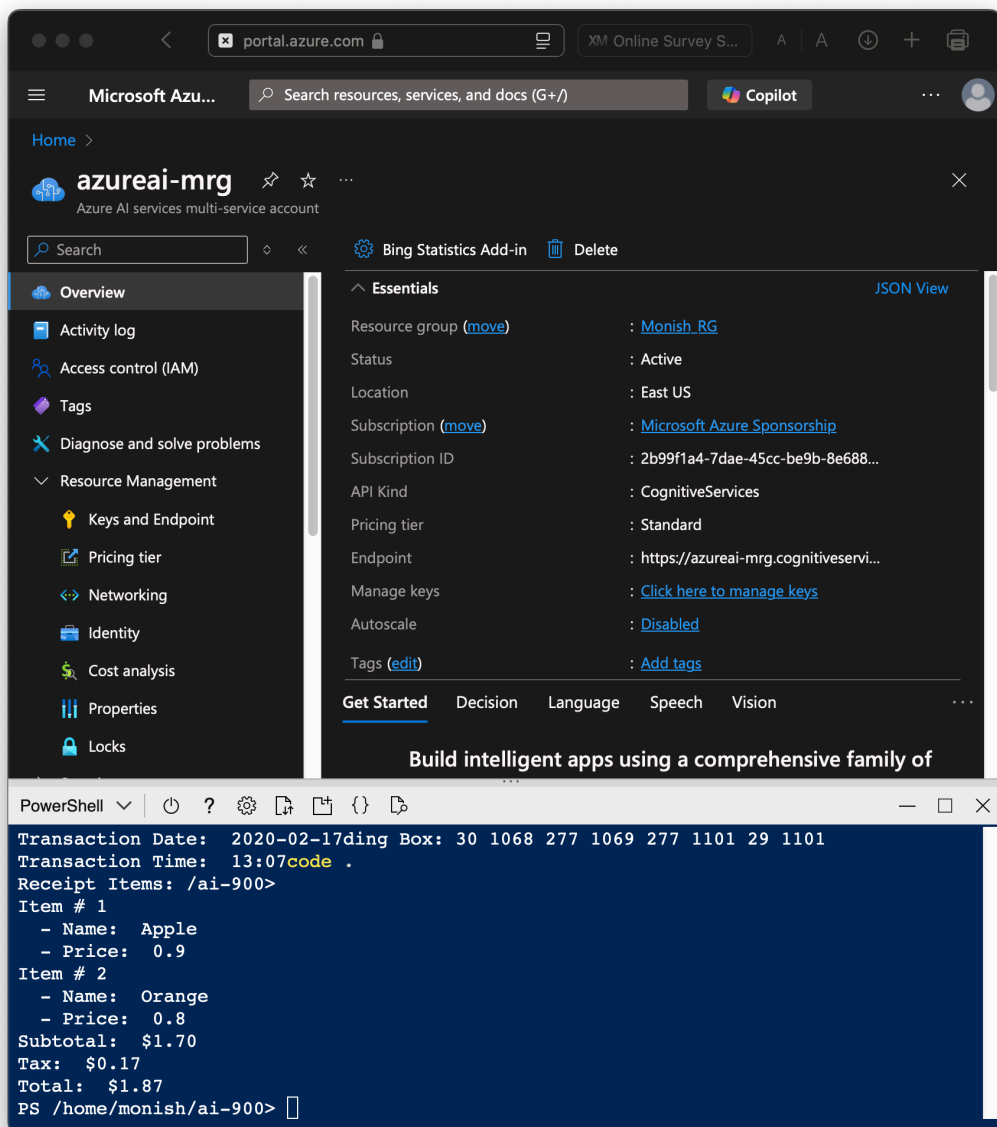 portal.azure.com
XM Online Survey S...
A A
Microsoft Azu...
Search resources, services, and docs (G+/)
Copilot
...
Home >
azureai-mrg
...
Azure AI services multi-service account
Search
Bing Statistics Add-in
Delete
Overview
Activity log
Access control (IAM)
Tags
Diagnose and solve problems
Resource Management
Keys and Endpoint
Pricing tier
Networking
Identity
Cost analysis
Properties
Locks
Essentials
JSON View
Resource group (move) : Monish_RG
Status : Active
Location : East US
Subscription (move) : Microsoft Azure Sponsorship
Subscription ID : 2b99f1a4-7dae-45cc-be9b-8e688...
API Kind : CognitiveServices
Pricing tier : Standard
Endpoint : https://azureai-mrg.cognitiveservi...
Manage keys : Click here to manage keys
Autoscale : Disabled
Tags (edit) : Add tags
Get Started Decision Language Speech Vision ...
Build intelligent apps using a comprehensive family of
PowerShell
?
{}
Transaction Date:  2020-02-17ding Box: 30 1068 277 1069 277 1101 29 1101
Transaction Time:  13:07code .
Receipt Items: /ai-900>
Item # 1
  - Name:  Apple
  - Price:  0.9
Item # 2
  - Name:  Orange
  - Price:  0.8
Subtotal:  $1.70
Tax:  $0.17
Total:  $1.87
PS /home/monish/ai-900>